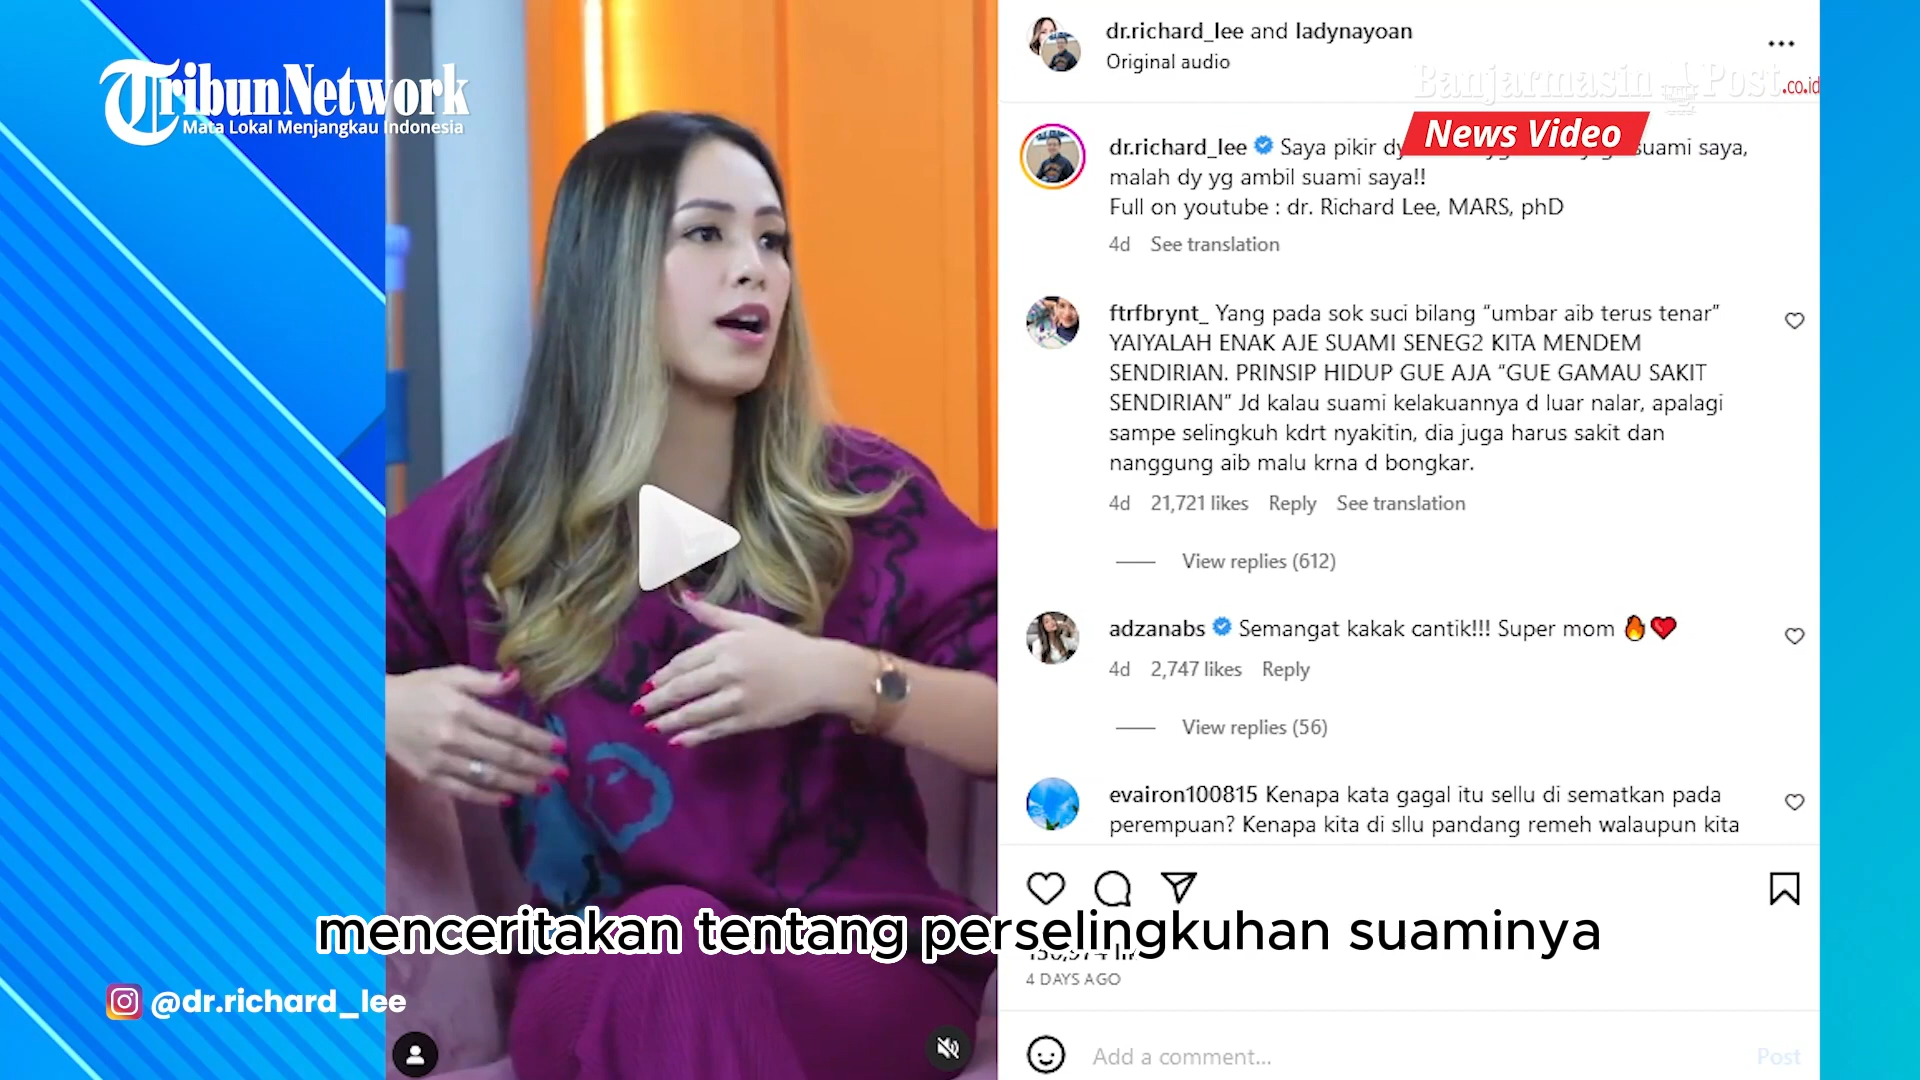 TribunNetwork
Mata Lokal Menjangkau Indonesia
dr.richard_lee and ladynayoan
Original audio
Banjarmasin Post
.co.id
News Video
dr.richard_lee Saya pikir suami saya,
malah dy yg ambil suami saya!!
Full on youtube : dr. Richard Lee, MARS, phD
4d See translation
ftrfbrynt_ Yang pada sok suci bilang “umbar aib terus tenar”
YAIYALAH ENAK AJE SUAMI SENEG2 KITA MENDEM
SENDIRIAN. PRINSIP HIDUP GUE AJA “GUE GAMAU SAKIT
SENDIRIAN” Jd kalau suami kelakuannya d luar nalar, apalagi
sampe selingkuh kdrt nyakitin, dia juga harus sakit dan
nanggung aib malu krna d bongkar.
4d 21,721 likes Reply See translation
View replies (612)
adzanabs Semangat kakak cantik!!! Super mom 🔥❤️
4d 2,747 likes Reply
View replies (56)
evairon100815 Kenapa kata gagal itu sellu di sematkan pada
perempuan? Kenapa kita di sllu pandang remeh walaupun kita
menceritakan tentang perselingkuhan suaminya
4 DAYS AGO
@dr.richard_lee
Add a comment...
Post